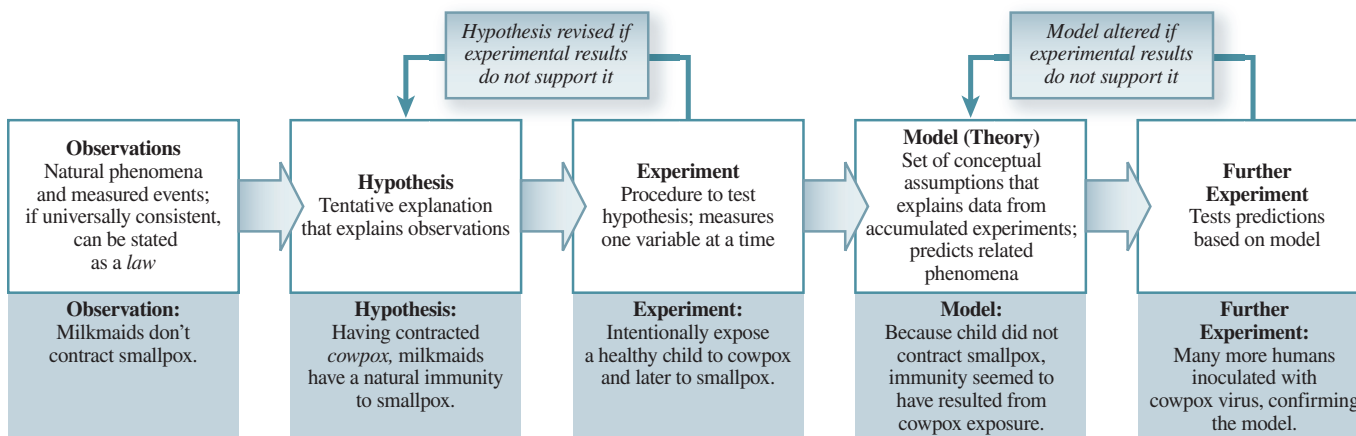 Hypothesis revised if
experimental results
do not support it
Model altered if
experimental results
do not support it
Observations
Natural phenomena
and measured events;
if universally consistent,
can be stated
as a law
Hypothesis
Tentative explanation
that explains observations
Experiment
Procedure to test
hypothesis; measures
one variable at a time
Model (Theory)
Set of conceptual
assumptions that
explains data from
accumulated experiments;
predicts related
phenomena
Further
Experiment
Tests predictions
based on model
Observation:
Milkmaids don’t
contract smallpox.
Hypothesis:
Having contracted
cowpox, milkmaids
have a natural immunity
to smallpox.
Experiment:
Intentionally expose
a healthy child to cowpox
and later to smallpox.
Model:
Because child did not
contract smallpox,
immunity seemed to
have resulted from
cowpox exposure.
Further
Experiment:
Many more humans
inoculated with
cowpox virus, confirming
the model.